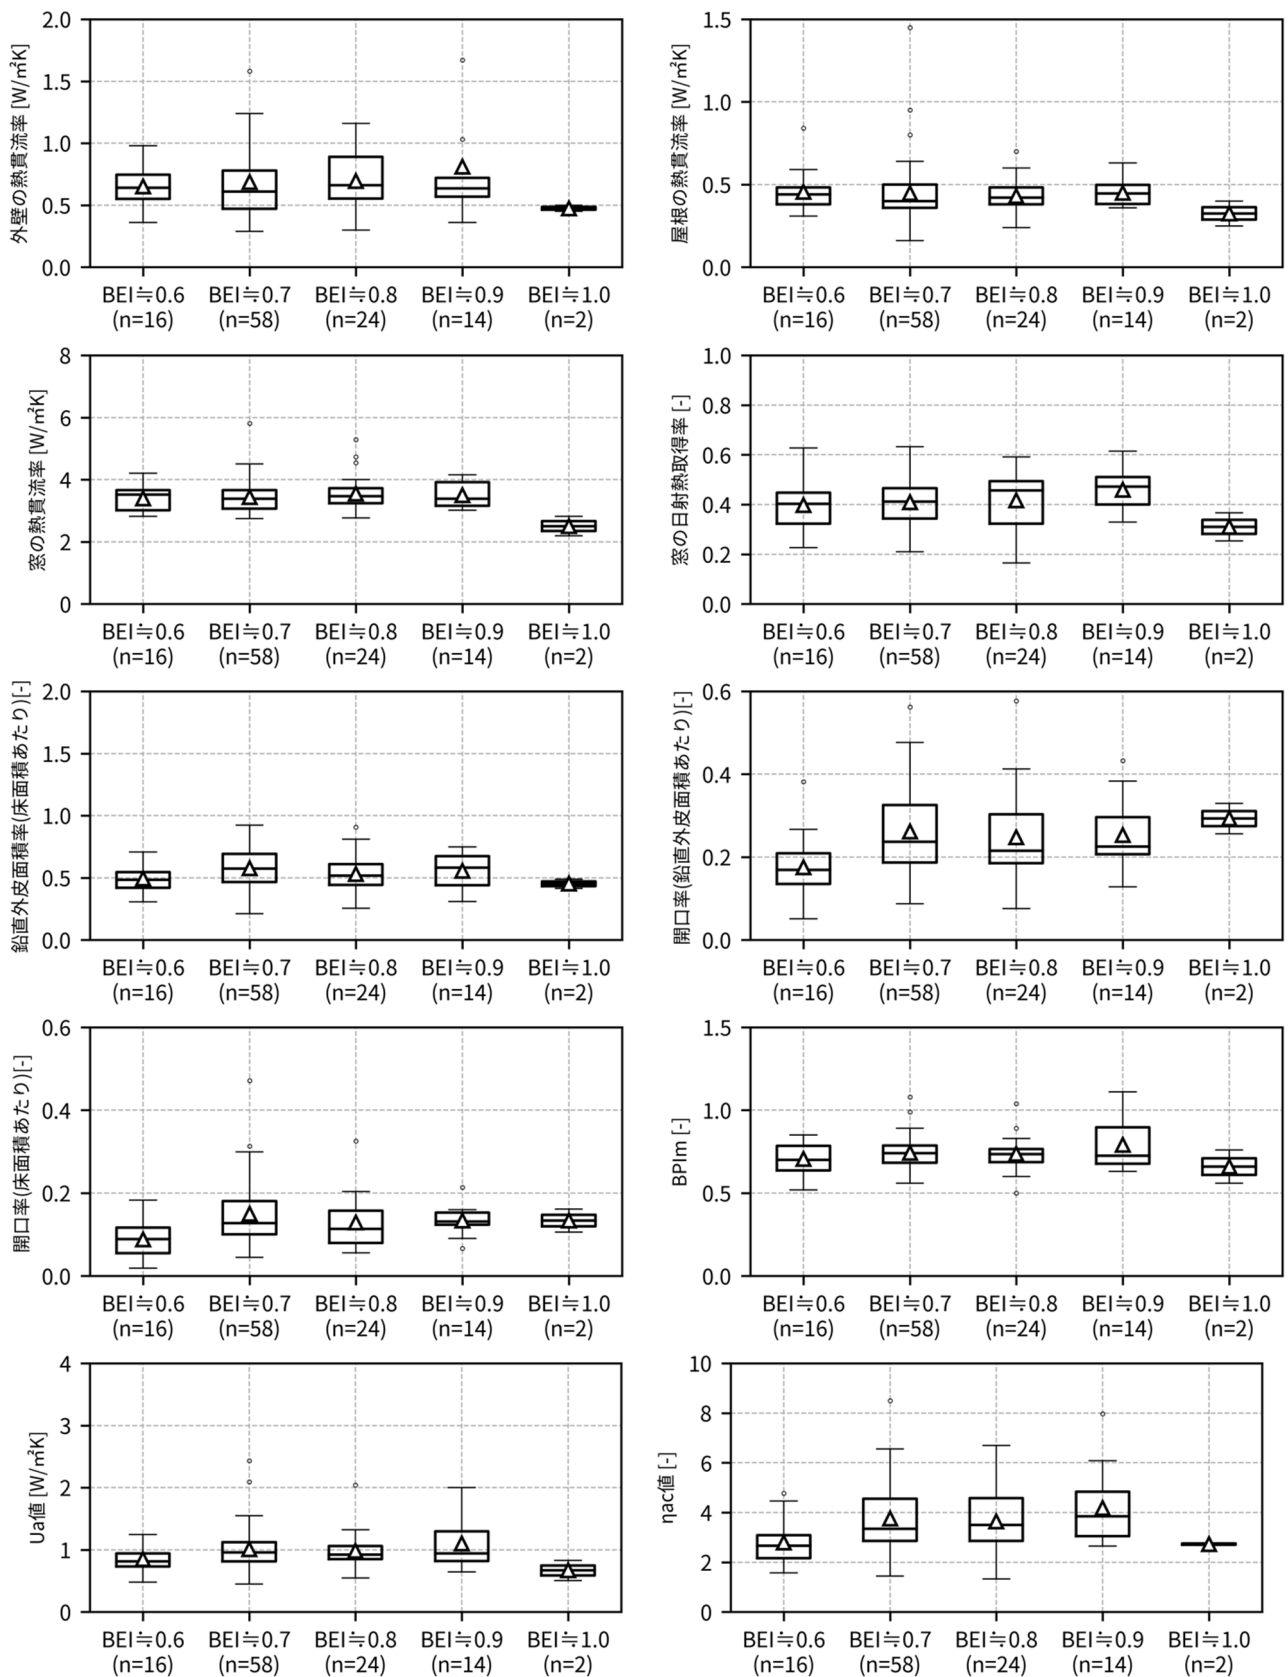 外壁の熱貫流率 [W/㎡K]
2.0
1.5
1.0
0.5
0.0
BEI≒0.6 BEI≒0.7 BEI≒0.8 BEI≒0.9 BEI≒1.0
(n=16) (n=58) (n=24) (n=14) (n=2)
屋根の熱貫流率 [W/㎡K]
1.5
1.0
0.5
0.0
BEI≒0.6 BEI≒0.7 BEI≒0.8 BEI≒0.9 BEI≒1.0
(n=16) (n=58) (n=24) (n=14) (n=2)
窓の熱貫流率 [W/㎡K]
8
6
4
2
0
BEI≒0.6 BEI≒0.7 BEI≒0.8 BEI≒0.9 BEI≒1.0
(n=16) (n=58) (n=24) (n=14) (n=2)
窓の日射熱取得率 [-]
1.0
0.8
0.6
0.4
0.2
0.0
BEI≒0.6 BEI≒0.7 BEI≒0.8 BEI≒0.9 BEI≒1.0
(n=16) (n=58) (n=24) (n=14) (n=2)
鉛直外皮面積率(床面積あたり)[-]
2.0
1.5
1.0
0.5
0.0
BEI≒0.6 BEI≒0.7 BEI≒0.8 BEI≒0.9 BEI≒1.0
(n=16) (n=58) (n=24) (n=14) (n=2)
開口率(鉛直外皮面積あたり)[-]
0.6
0.4
0.2
0.0
BEI≒0.6 BEI≒0.7 BEI≒0.8 BEI≒0.9 BEI≒1.0
(n=16) (n=58) (n=24) (n=14) (n=2)
開口率(床面積あたり)[-]
0.6
0.4
0.2
0.0
BEI≒0.6 BEI≒0.7 BEI≒0.8 BEI≒0.9 BEI≒1.0
(n=16) (n=58) (n=24) (n=14) (n=2)
BPIm [-]
1.5
1.0
0.5
0.0
BEI≒0.6 BEI≒0.7 BEI≒0.8 BEI≒0.9 BEI≒1.0
(n=16) (n=58) (n=24) (n=14) (n=2)
Ua値 [W/㎡K]
4
3
2
1
0
BEI≒0.6 BEI≒0.7 BEI≒0.8 BEI≒0.9 BEI≒1.0
(n=16) (n=58) (n=24) (n=14) (n=2)
ηac値 [-]
10
8
6
4
2
0
BEI≒0.6 BEI≒0.7 BEI≒0.8 BEI≒0.9 BEI≒1.0
(n=16) (n=58) (n=24) (n=14) (n=2)